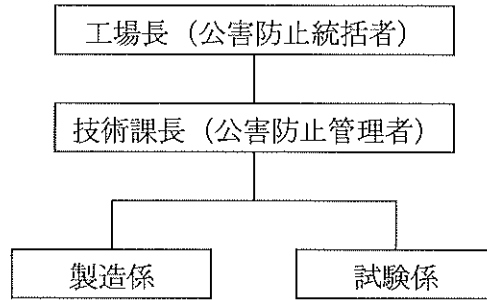 工場長（公害防止統括者）
技術課長（公害防止管理者）
製造係
試験係